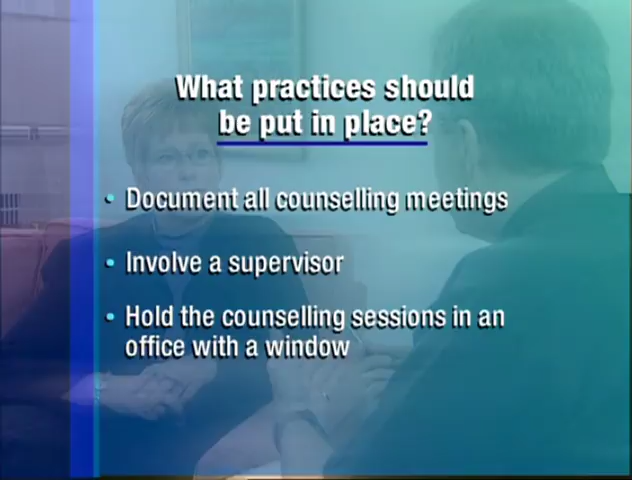 What practices should
be put in place?
• Document all counselling meetings
• Involve a supervisor
• Hold the counselling sessions in an
office with a window